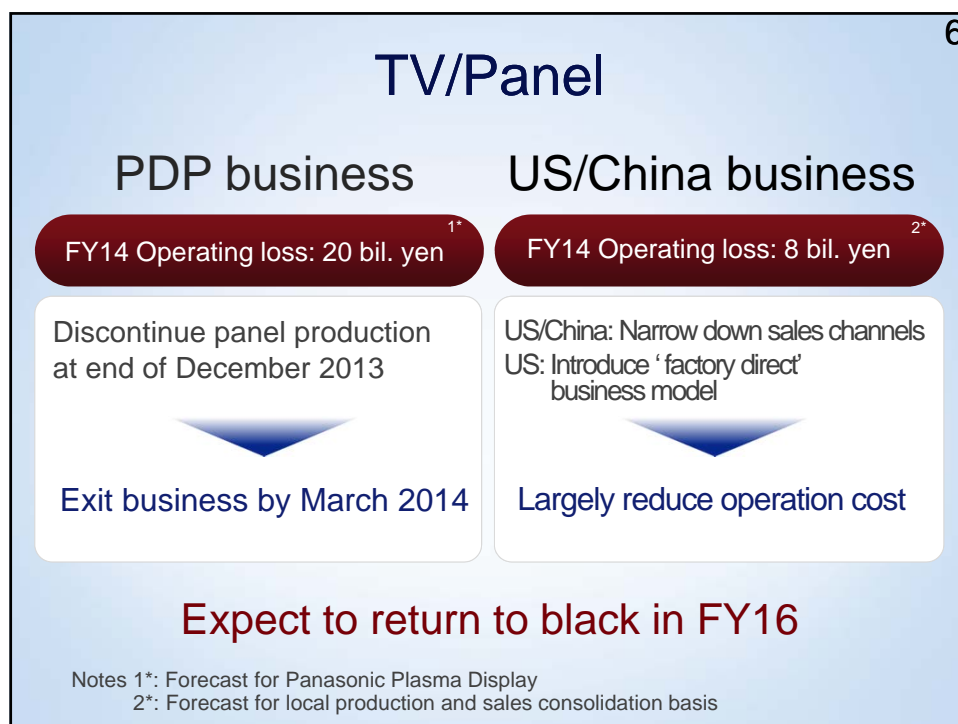 6
TV/Panel
PDP business
FY14 Operating loss: 20 bil. yen 1*
Discontinue panel production
at end of December 2013
Exit business by March 2014
US/China business
FY14 Operating loss: 8 bil. yen 2*
US/China: Narrow down sales channels
US: Introduce ‘ factory direct’
business model
Largely reduce operation cost
Expect to return to black in FY16
Notes 1*: Forecast for Panasonic Plasma Display
2*: Forecast for local production and sales consolidation basis